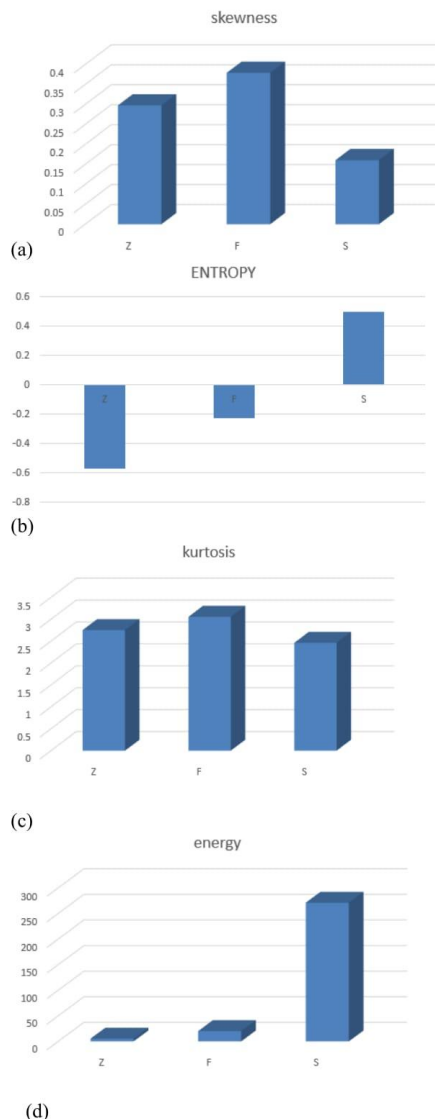 skewness
0.4
0.35
0.3
0.25
0.2
0.15
0.1
0.05
0
Z F S
(a)
ENTROPY
0.6
0.4
0.2
0
Z F S
-0.2
-0.4
-0.6
-0.8
(b)
kurtosis
3.5
3
2.5
2
1.5
1
0.5
0
Z F S
(c)
energy
300
250
200
150
100
50
0
Z F S
(d)